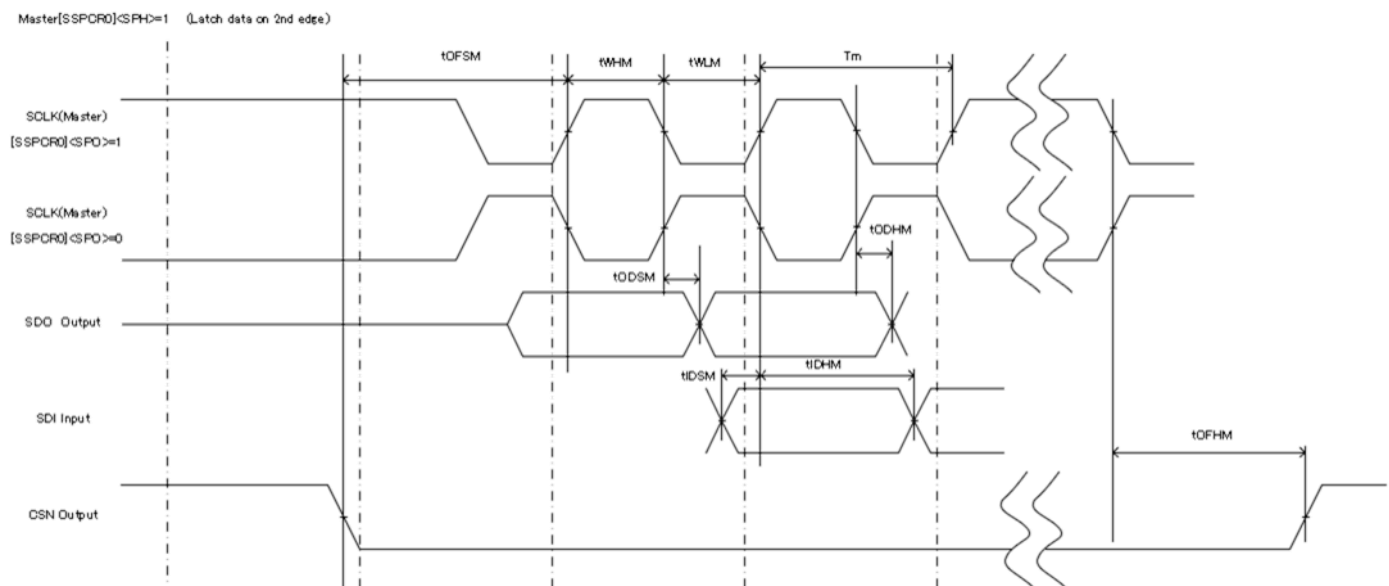 Master[SSPCR0]<SPH>=1 (Latch data on 2nd edge)
tOFSM
tWHM
tWLM
Tm
SCLK(Master)
[SSPCR0]<SPO>=1
SCLK(Master)
[SSPCR0]<SPO>=0
tODHM
tODSM
SDO Output
tIDSM
tIDHM
SDI Input
tOFHM
CSN Output